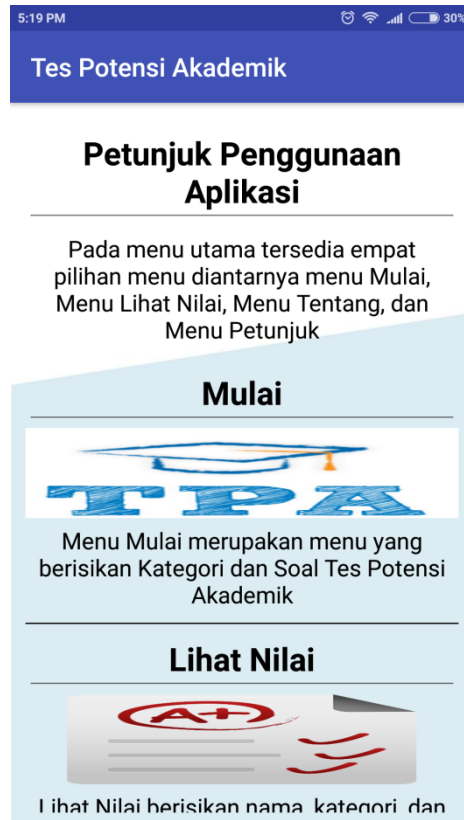 5:19 PM 30%
Tes Potensi Akademik
Petunjuk Penggunaan
Aplikasi
Pada menu utama tersedia empat
pilihan menu diantarnya menu Mulai,
Menu Lihat Nilai, Menu Tentang, dan
Menu Petunjuk
Mulai
TPA
Menu Mulai merupakan menu yang
berisikan Kategori dan Soal Tes Potensi
Akademik
Lihat Nilai
A+
Lihat Nilai berisikan nama, kategori, dan